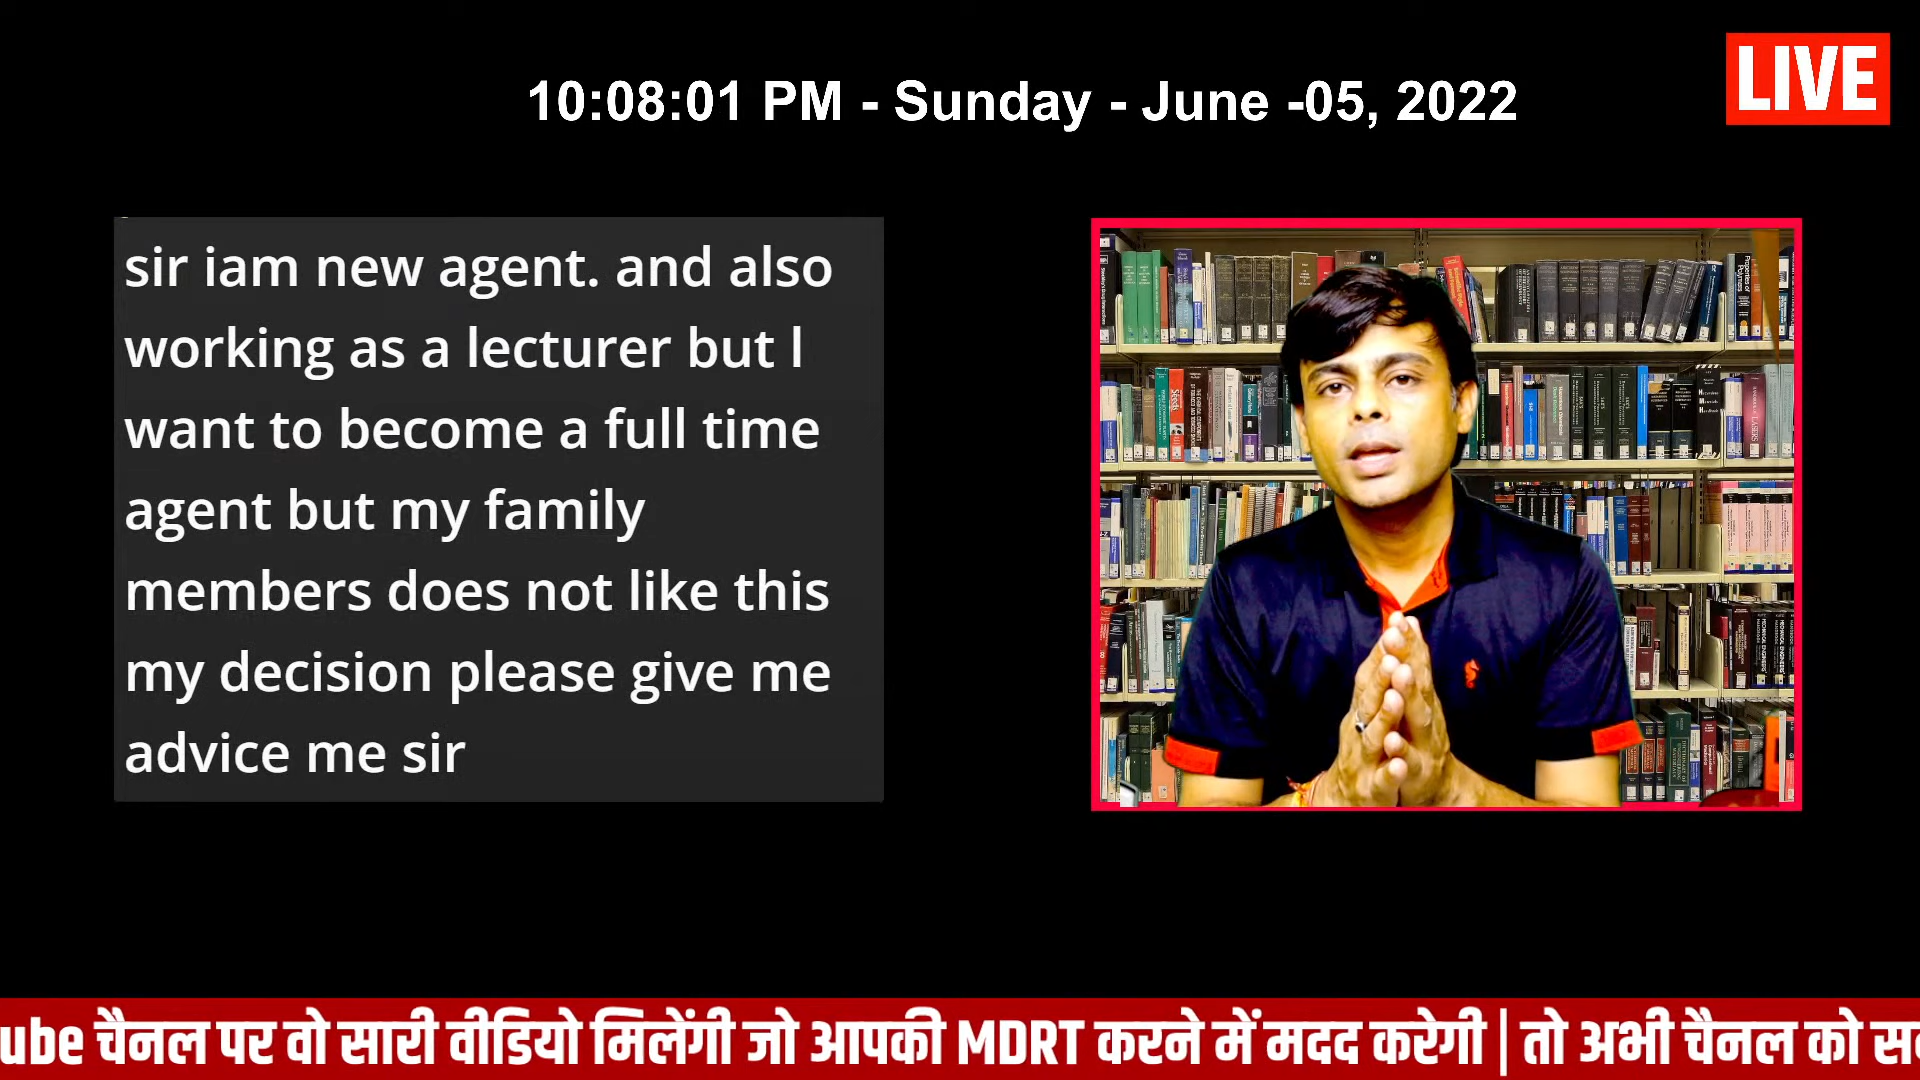 LIVE
10:08:01 PM - Sunday - June -05, 2022
sir iam new agent. and also
working as a lecturer but I
want to become a full time
agent but my family
members does not like this
my decision please give me
advice me sir
ube चैनल पर वो सारी वीडियो मिलेंगी जो आपकी MDRT करने में मदद करेगी | तो अभी चैनल को